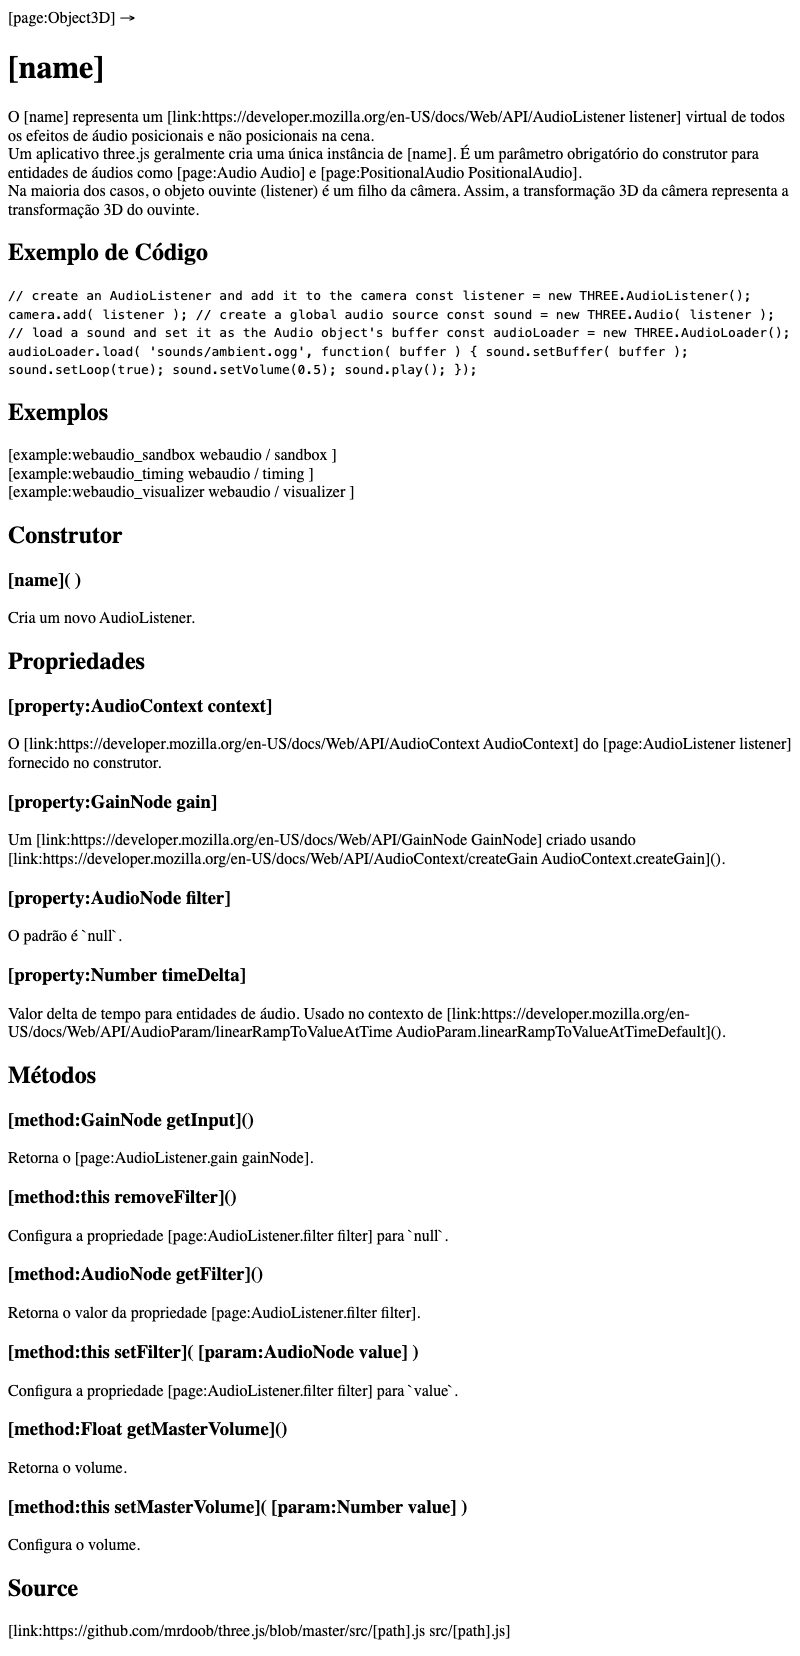 [page:Object3D] →
[name]
O [name] representa um [link:https://developer.mozilla.org/en-US/docs/Web/API/AudioListener listener] virtual de todos
os efeitos de áudio posicionais e não posicionais na cena.
Um aplicativo three.js geralmente cria uma única instância de [name]. É um parâmetro obrigatório do construtor para
entidades de áudios como [page:Audio Audio] e [page:PositionalAudio PositionalAudio].
Na maioria dos casos, o objeto ouvinte (listener) é um filho da câmera. Assim, a transformação 3D da câmera representa a
transformação 3D do ouvinte.
Exemplo de Código
// create an AudioListener and add it to the camera const listener = new THREE.AudioListener();
camera.add( listener ); // create a global audio source const sound = new THREE.Audio( listener );
// load a sound and set it as the Audio object's buffer const audioLoader = new THREE.AudioLoader();
audioLoader.load( 'sounds/ambient.ogg', function( buffer ) { sound.setBuffer( buffer );
sound.setLoop(true); sound.setVolume(0.5); sound.play(); });
Exemplos
[example:webaudio_sandbox webaudio / sandbox ]
[example:webaudio_timing webaudio / timing ]
[example:webaudio_visualizer webaudio / visualizer ]
Construtor
[name]( )
Cria um novo AudioListener.
Propriedades
[property:AudioContext context]
O [link:https://developer.mozilla.org/en-US/docs/Web/API/AudioContext AudioContext] do [page:AudioListener listener]
fornecido no construtor.
[property:GainNode gain]
Um [link:https://developer.mozilla.org/en-US/docs/Web/API/GainNode GainNode] criado usando
[link:https://developer.mozilla.org/en-US/docs/Web/API/AudioContext/createGain AudioContext.createGain]().
[property:AudioNode filter]
O padrão é `null`.
[property:Number timeDelta]
Valor delta de tempo para entidades de áudio. Usado no contexto de [link:https://developer.mozilla.org/en-
US/docs/Web/API/AudioParam/linearRampToValueAtTime AudioParam.linearRampToValueAtTimeDefault]().
Métodos
[method:GainNode getInput]()
Retorna o [page:AudioListener.gain gainNode].
[method:this removeFilter]()
Configura a propriedade [page:AudioListener.filter filter] para `null`.
[method:AudioNode getFilter]()
Retorna o valor da propriedade [page:AudioListener.filter filter].
[method:this setFilter]( [param:AudioNode value] )
Configura a propriedade [page:AudioListener.filter filter] para `value`.
[method:Float getMasterVolume]()
Retorna o volume.
[method:this setMasterVolume]( [param:Number value] )
Configura o volume.
Source
[link:https://github.com/mrdoob/three.js/blob/master/src/[path].js src/[path].js]